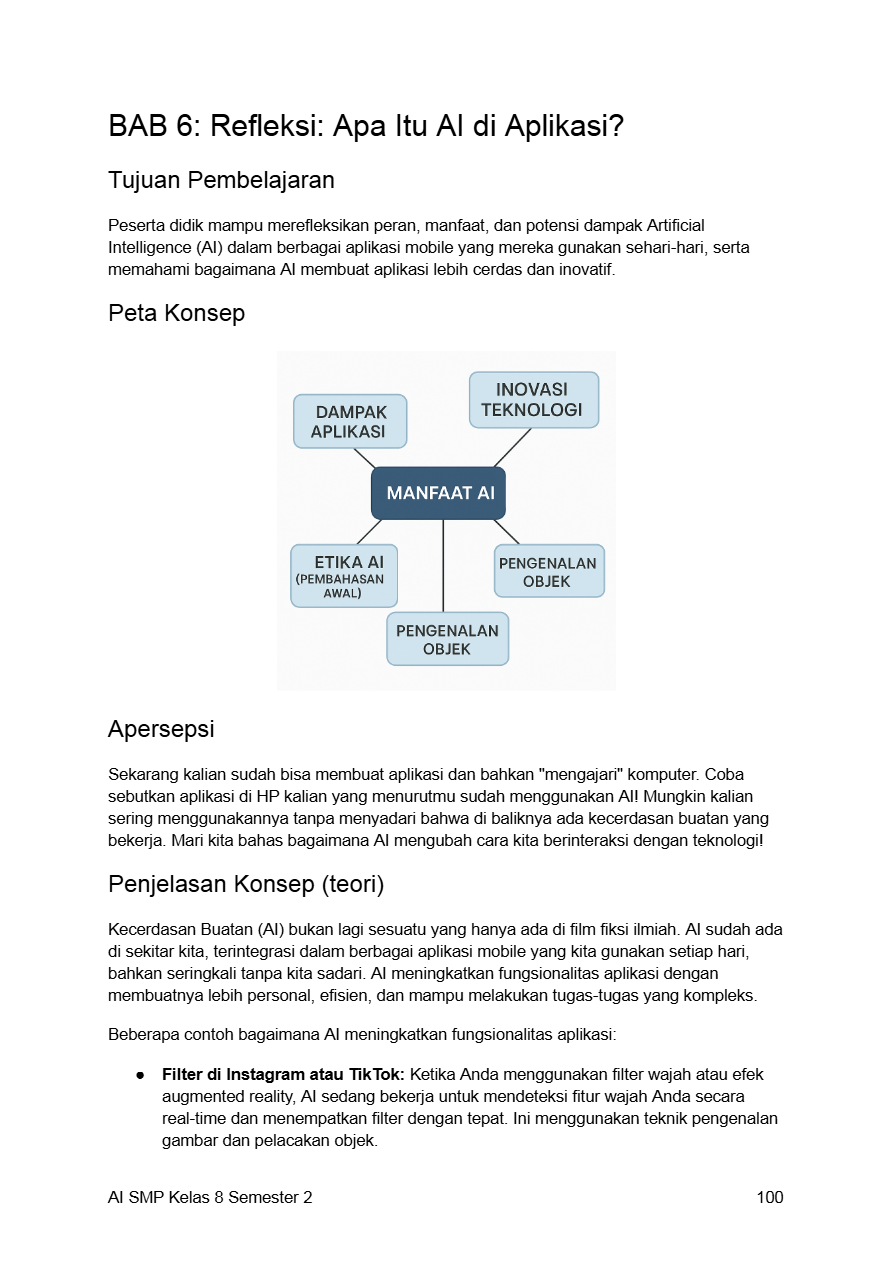 BAB 6: Refleksi: Apa Itu AI di Aplikasi?
Tujuan Pembelajaran
Peserta didik mampu merefleksikan peran, manfaat, dan potensi dampak Artificial
Intelligence (AI) dalam berbagai aplikasi mobile yang mereka gunakan sehari-hari, serta
memahami bagaimana AI membuat aplikasi lebih cerdas dan inovatif.
Peta Konsep
DAMPAK
APLIKASI
INOVASI
TEKNOLOGI
MANFAAT AI
ETIKA AI
(PEMBAHASAN
AWAL)
PENGENALAN
OBJEK
PENGENALAN
OBJEK
Apersepsi
Sekarang kalian sudah bisa membuat aplikasi dan bahkan "mengajari" komputer. Coba
sebutkan aplikasi di HP kalian yang menurutmu sudah menggunakan AI! Mungkin kalian
sering menggunakannya tanpa menyadari bahwa di baliknya ada kecerdasan buatan yang
bekerja. Mari kita bahas bagaimana AI mengubah cara kita berinteraksi dengan teknologi!
Penjelasan Konsep (teori)
Kecerdasan Buatan (AI) bukan lagi sesuatu yang hanya ada di film fiksi ilmiah. AI sudah ada
di sekitar kita, terintegrasi dalam berbagai aplikasi mobile yang kita gunakan setiap hari,
bahkan seringkali tanpa kita sadari. AI meningkatkan fungsionalitas aplikasi dengan
membuatnya lebih personal, efisien, dan mampu melakukan tugas-tugas yang kompleks.
Beberapa contoh bagaimana AI meningkatkan fungsionalitas aplikasi:
● Filter di Instagram atau TikTok: Ketika Anda menggunakan filter wajah atau efek
augmented reality, AI sedang bekerja untuk mendeteksi fitur wajah Anda secara
real-time dan menempatkan filter dengan tepat. Ini menggunakan teknik pengenalan
gambar dan pelacakan objek.
AI SMP Kelas 8 Semester 2
100